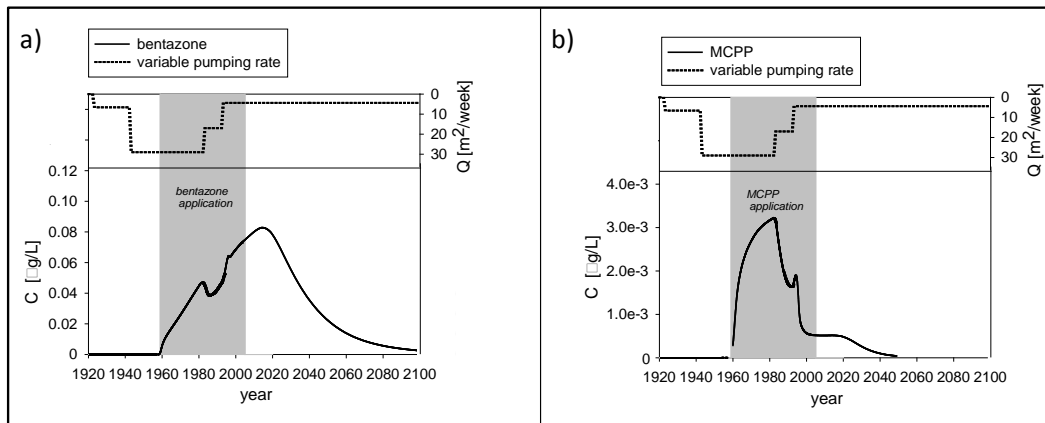 a)
bentazone
variable pumping rate
0
10
20
30
Q [m²/week]
0.12
0.10
0.08
0.06
0.04
0.02
0
C [□g/L]
bentazone
application
1920 1940 1960 1980 2000 2020 2040 2060 2080 2100
year
b)
MCPP
variable pumping rate
0
10
20
30
Q [m²/week]
4.0e-3
3.0e-3
2.0e-3
1.0e-3
0
C [□g/L]
MCPP
application
1920 1940 1960 1980 2000 2020 2040 2060 2080 2100
year